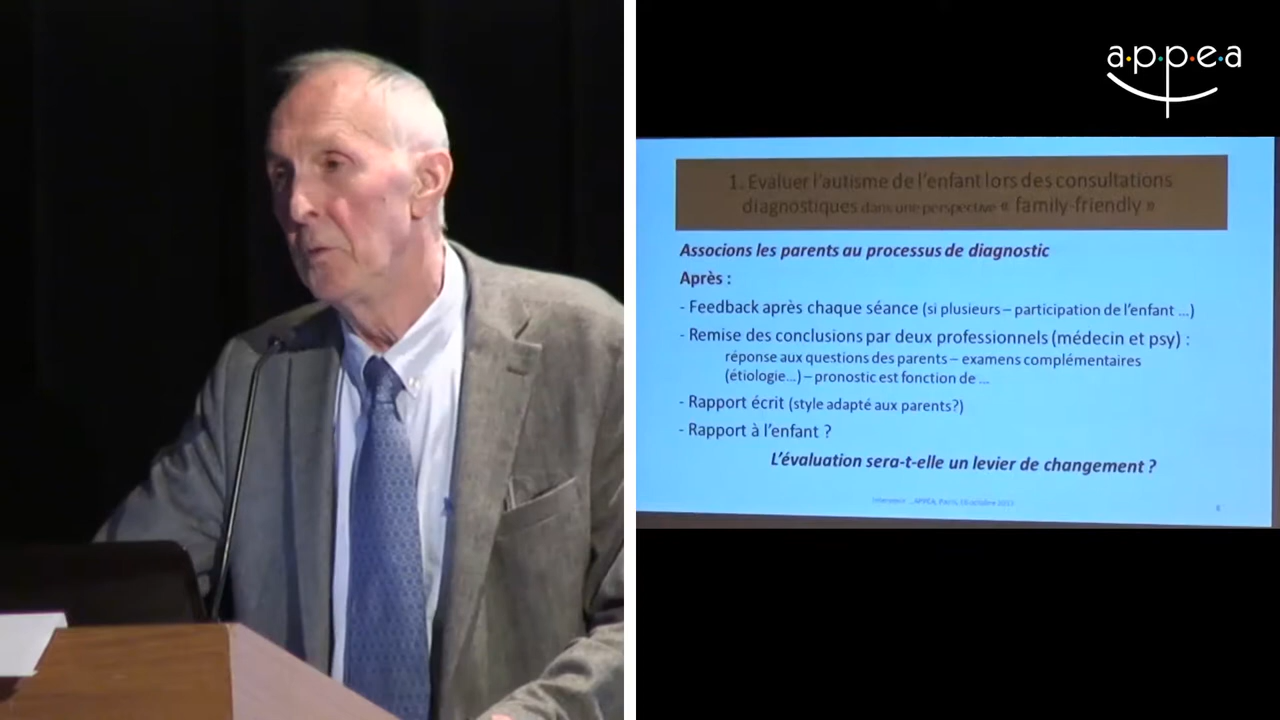 a·p·p·e·a
1. Evaluer l'autisme de l'enfant lors des consultations
diagnostiques dans une perspective « family-friendly »
Associons les parents au processus de diagnostic
Après :
- Feedback après chaque séance (si plusieurs – participation de l'enfant ...)
- Remise des conclusions par deux professionnels (médecin et psy) :
réponse aux questions des parents – examens complémentaires
(étiologie...) – pronostic est fonction de ...
- Rapport écrit (style adapté aux parents?)
- Rapport à l'enfant ?
L'évaluation sera-t-elle un levier de changement ?
APPEA, Paris,